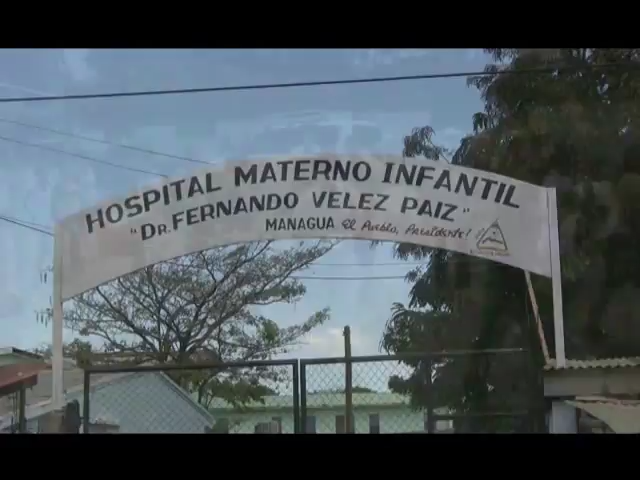 HOSPITAL MATERNO INFANTIL
"DR. FERNANDO VELEZ PAIZ"
MANAGUA El Pueblo, Presidente!